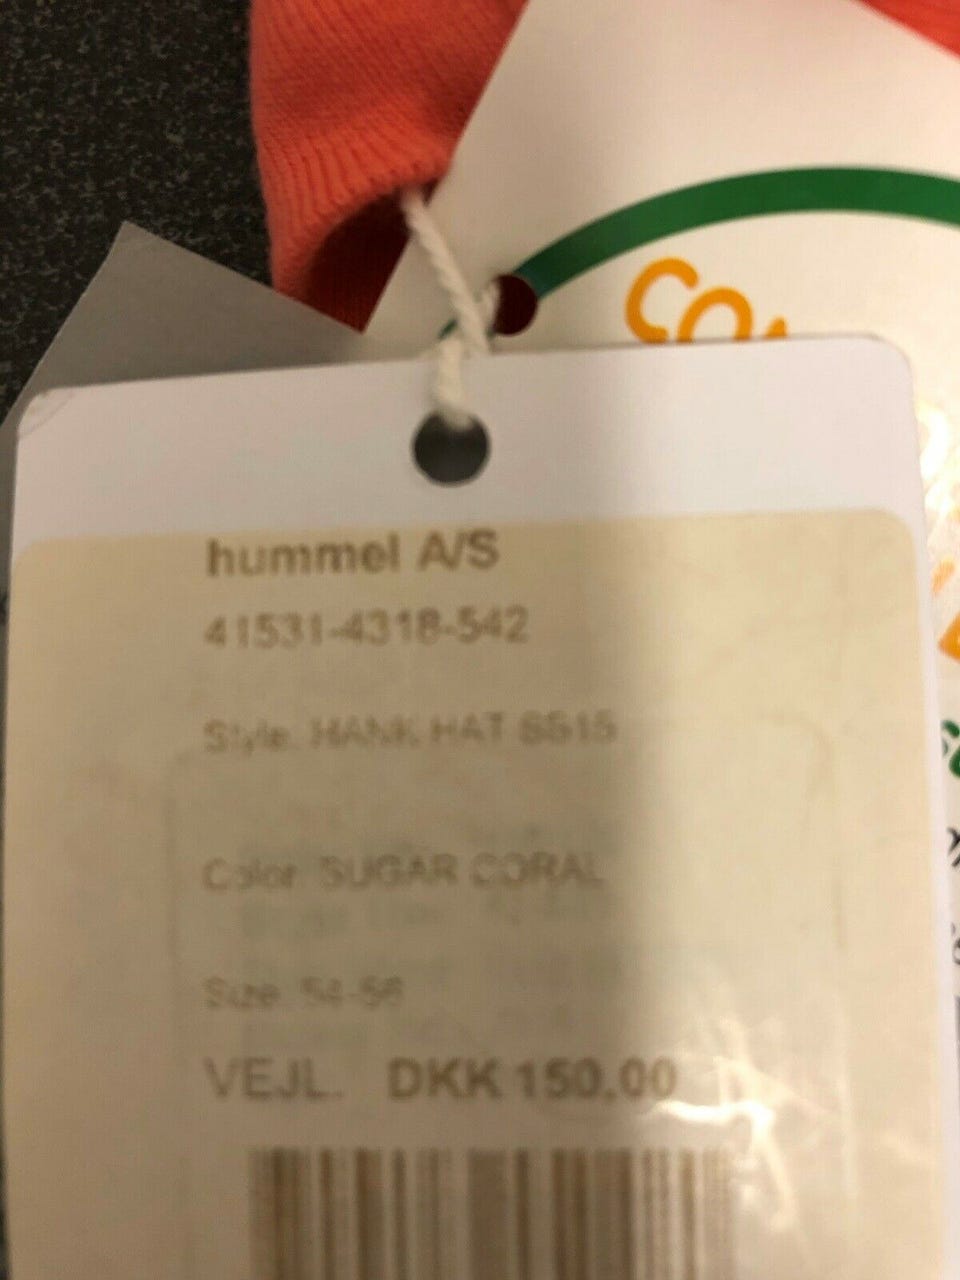 hummel A/S
41531-4318-542
Style: HANK HAT SS15
Color: SUGAR CORAL
Size: 54-56
VEJL. DKK 150.00